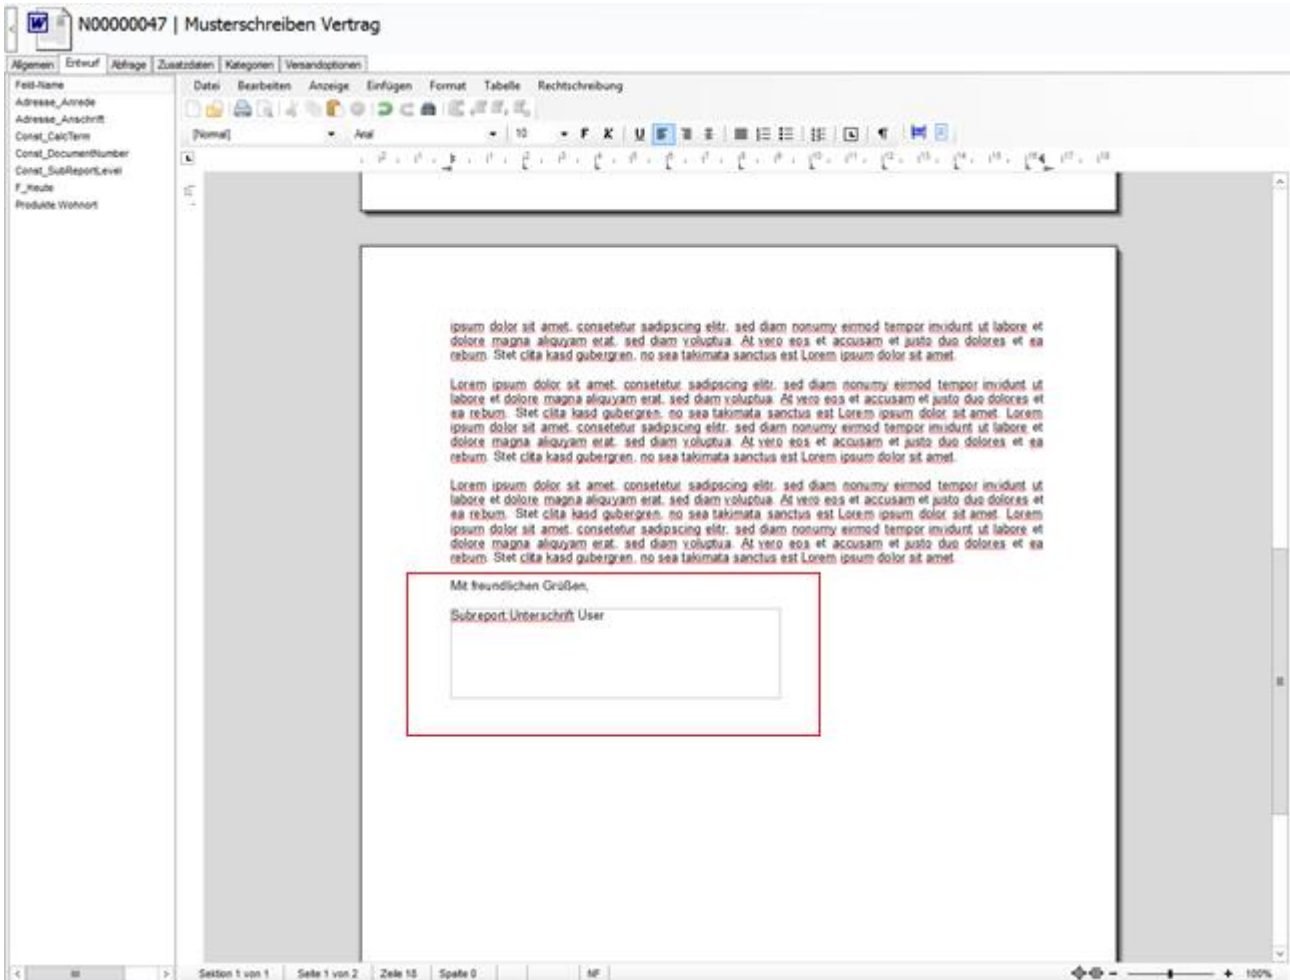 N00000047 | Musterschreiben Vertrag
Allgemein Entwurf Abfrage Zusatzdaten Kategorien Versandoptionen
Feld-Name
Adresse_Anrede
Adresse_Anschrift
Const_CalcTerm
Const_DocumentNumber
Const_SubReportLevel
F_Heute
Produkte.Wohnort
Datei Bearbeiten Anzeige Einfügen Format Tabelle Rechtschreibung
[Normal] Arial 10 F K U
ipsum dolor sit amet, consetetur sadipscing elitr, sed diam nonumy eirmod tempor invidunt ut labore et
dolore magna aliquyam erat, sed diam voluptua. At vero eos et accusam et justo duo dolores et ea
rebum. Stet clita kasd gubergren, no sea takimata sanctus est Lorem ipsum dolor sit amet.
Lorem ipsum dolor sit amet, consetetur sadipscing elitr, sed diam nonumy eirmod tempor invidunt ut
labore et dolore magna aliquyam erat, sed diam voluptua. At vero eos et accusam et justo duo dolores et
ea rebum. Stet clita kasd gubergren, no sea takimata sanctus est Lorem ipsum dolor sit amet. Lorem
ipsum dolor sit amet, consetetur sadipscing elitr, sed diam nonumy eirmod tempor invidunt ut labore et
dolore magna aliquyam erat, sed diam voluptua. At vero eos et accusam et justo duo dolores et ea
rebum. Stet clita kasd gubergren, no sea takimata sanctus est Lorem ipsum dolor sit amet.
Lorem ipsum dolor sit amet, consetetur sadipscing elitr, sed diam nonumy eirmod tempor invidunt ut
labore et dolore magna aliquyam erat, sed diam voluptua. At vero eos et accusam et justo duo dolores et
ea rebum. Stet clita kasd gubergren, no sea takimata sanctus est Lorem ipsum dolor sit amet. Lorem
ipsum dolor sit amet, consetetur sadipscing elitr, sed diam nonumy eirmod tempor invidunt ut labore et
dolore magna aliquyam erat, sed diam voluptua. At vero eos et accusam et justo duo dolores et ea
rebum. Stet clita kasd gubergren, no sea takimata sanctus est Lorem ipsum dolor sit amet.
Mit freundlichen Grüßen,
Subreport.Unterschrift User
Sektion 1 von 1 Seite 1 von 2 Zeile 18 Spalte 0 NF 100%